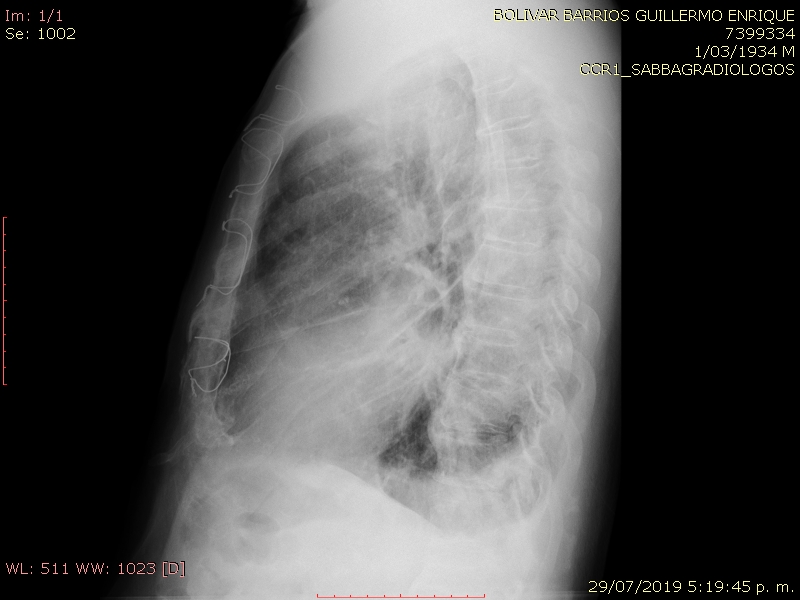 Im: 1/1
Se: 1002
BOLIVAR BARRIOS GUILLERMO ENRIQUE
7399334
1/03/1934 M
CCR1_SABBAGRADIOLOGOS
WL: 511 WW: 1023 [D]
29/07/2019 5:19:45 p. m.